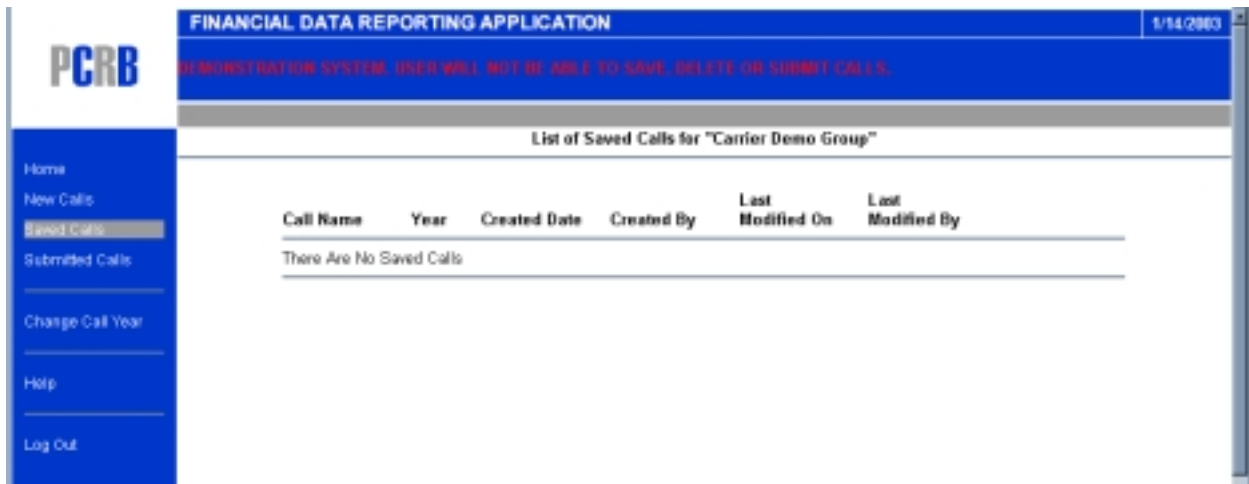 FINANCIAL DATA REPORTING APPLICATION
1/14/2003
PCRB
DEMONSTRATION SYSTEM. USER WILL NOT BE ABLE TO SAVE, DELETE OR SUBMIT CALLS.
List of Saved Calls for "Carrier Demo Group"
Home
New Calls
Saved Calls
Submitted Calls
Change Call Year
Help
Log Out
Call Name Year Created Date Created By Last Modified On Last Modified By
There Are No Saved Calls